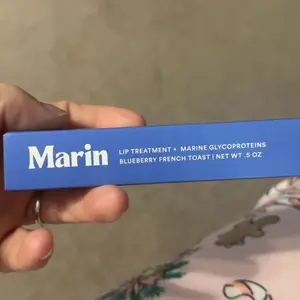 Marin
LIP TREATMENT + MARINE GLYCOPROTEINS
BLUEBERRY FRENCH TOAST | NET WT .5 OZ